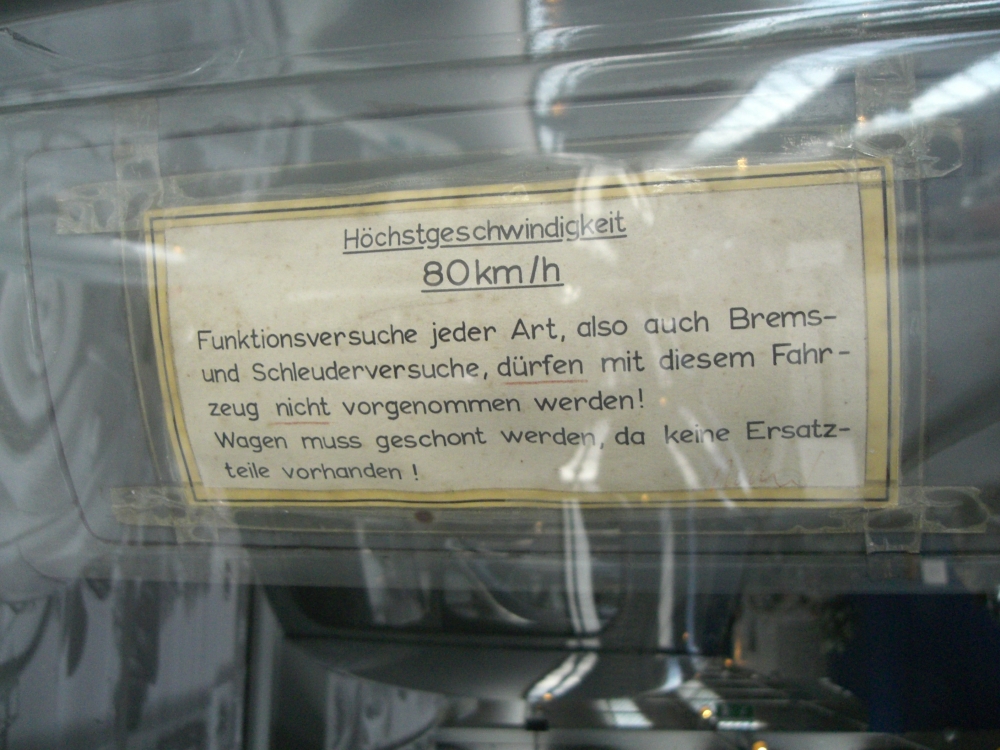 Höchstgeschwindigkeit
80km/h
Funktionsversuche jeder Art, also auch Brems-
und Schleuderversuche, dürfen mit diesem Fahr-
zeug nicht vorgenommen werden!
Wagen muss geschont werden, da keine Ersatz-
teile vorhanden!